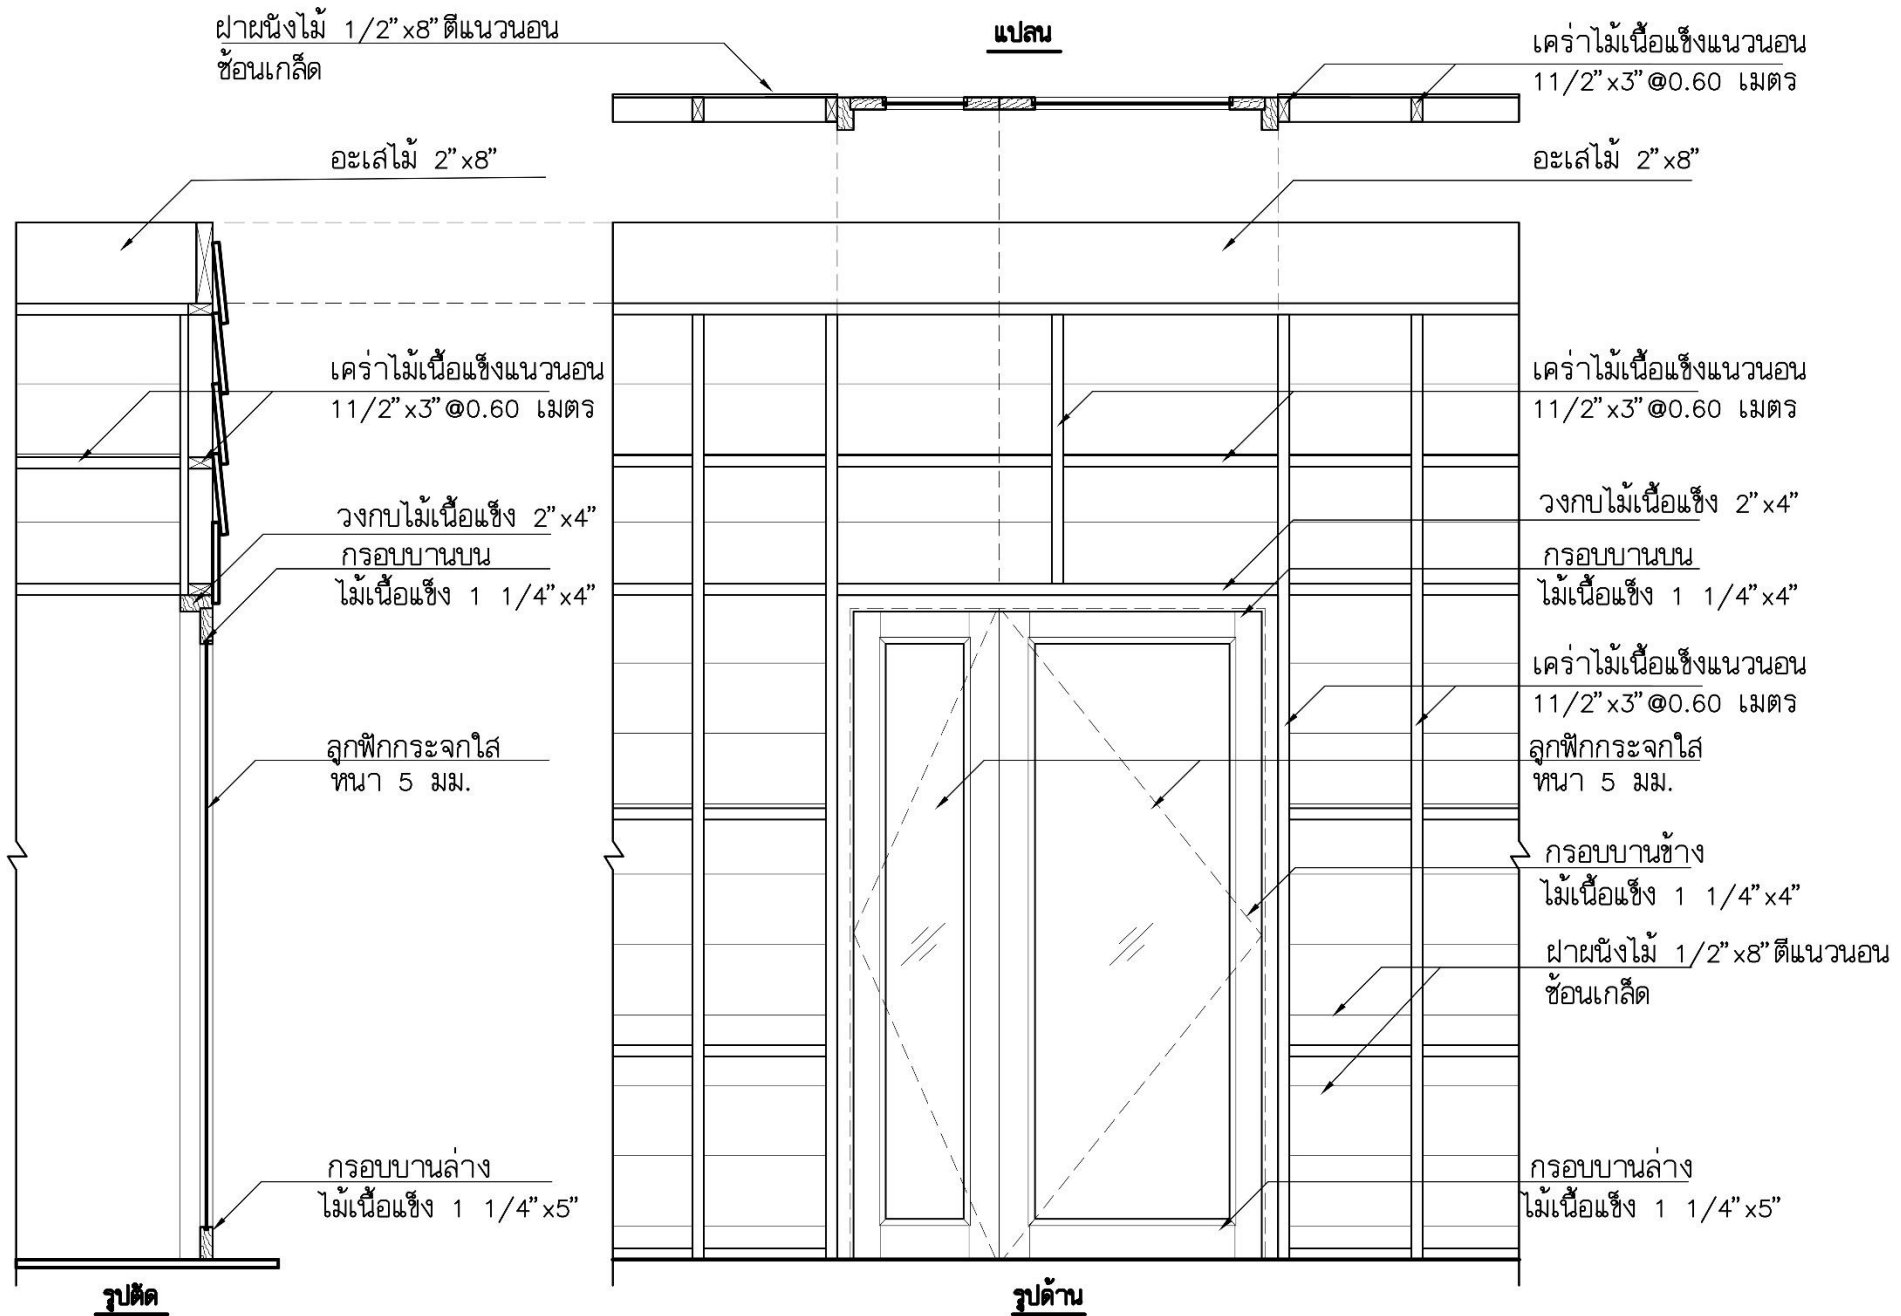 ฝาผนังไม้ 1/2"x8" ตีแนวนอน
ซ้อนเกล็ด
แปลน
เคร่าไม้เนื้อแข็งแนวนอน
11/2"x3"@0.60 เมตร
อะเสไม้ 2"x8"
อะเสไม้ 2"x8"
เคร่าไม้เนื้อแข็งแนวนอน
11/2"x3"@0.60 เมตร
วงกบไม้เนื้อแข็ง 2"x4"
กรอบบานบน
ไม้เนื้อแข็ง 1 1/4"x4"
ลูกฟักกระจกใส
หนา 5 มม.
กรอบบานล่าง
ไม้เนื้อแข็ง 1 1/4"x5"
รูปตัด
เคร่าไม้เนื้อแข็งแนวนอน
11/2"x3"@0.60 เมตร
วงกบไม้เนื้อแข็ง 2"x4"
กรอบบานบน
ไม้เนื้อแข็ง 1 1/4"x4"
เคร่าไม้เนื้อแข็งแนวนอน
11/2"x3"@0.60 เมตร
ลูกฟักกระจกใส
หนา 5 มม.
กรอบบานข้าง
ไม้เนื้อแข็ง 1 1/4"x4"
ฝาผนังไม้ 1/2"x8" ตีแนวนอน
ซ้อนเกล็ด
กรอบบานล่าง
ไม้เนื้อแข็ง 1 1/4"x5"
รูปด้าน